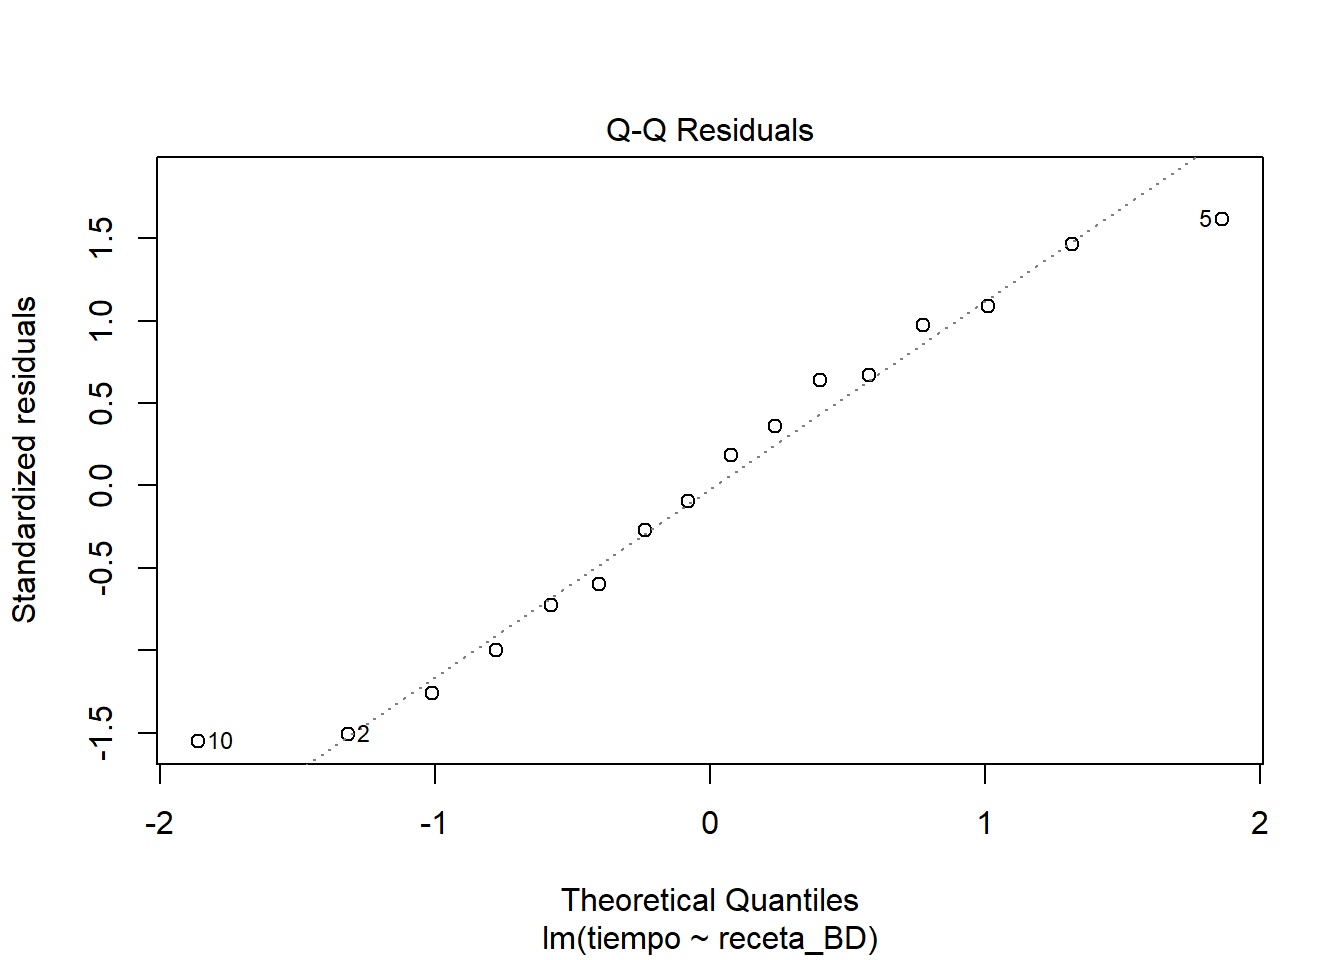 Q-Q Residuals
Standardized residuals
1.5
1.0
0.5
0.0
-0.5
-1.5
5
10
2
-2 -1 0 1 2
Theoretical Quantiles
lm(tiempo ~ receta_BD)